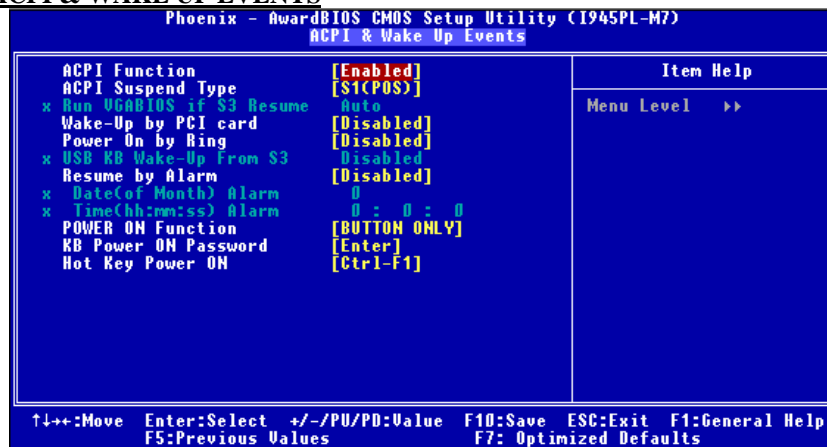 ACPI & WAKE UP EVENTS
Phoenix - AwardBIOS CMOS Setup Utility (I945PL-M7)
ACPI & Wake Up Events
ACPI Function [Enabled]
ACPI Suspend Type [S1(POS)]
x Run VGABIOS if S3 Resume Auto
Wake-Up by PCI card [Disabled]
Power On by Ring [Disabled]
x USB KB Wake-Up From S3 Disabled
Resume by Alarm [Disabled]
x Date(of Month) Alarm 0
x Time(hh:mm:ss) Alarm 0 : 0 : 0
POWER ON Function [BUTTON ONLY]
KB Power ON Password [Enter]
Hot Key Power ON [Ctrl-F1]
Item Help
Menu Level ▸▸
↑↓→←:Move Enter:Select +/-/PU/PD:Value F10:Save ESC:Exit F1:General Help
F5:Previous Values F7: Optimized Defaults